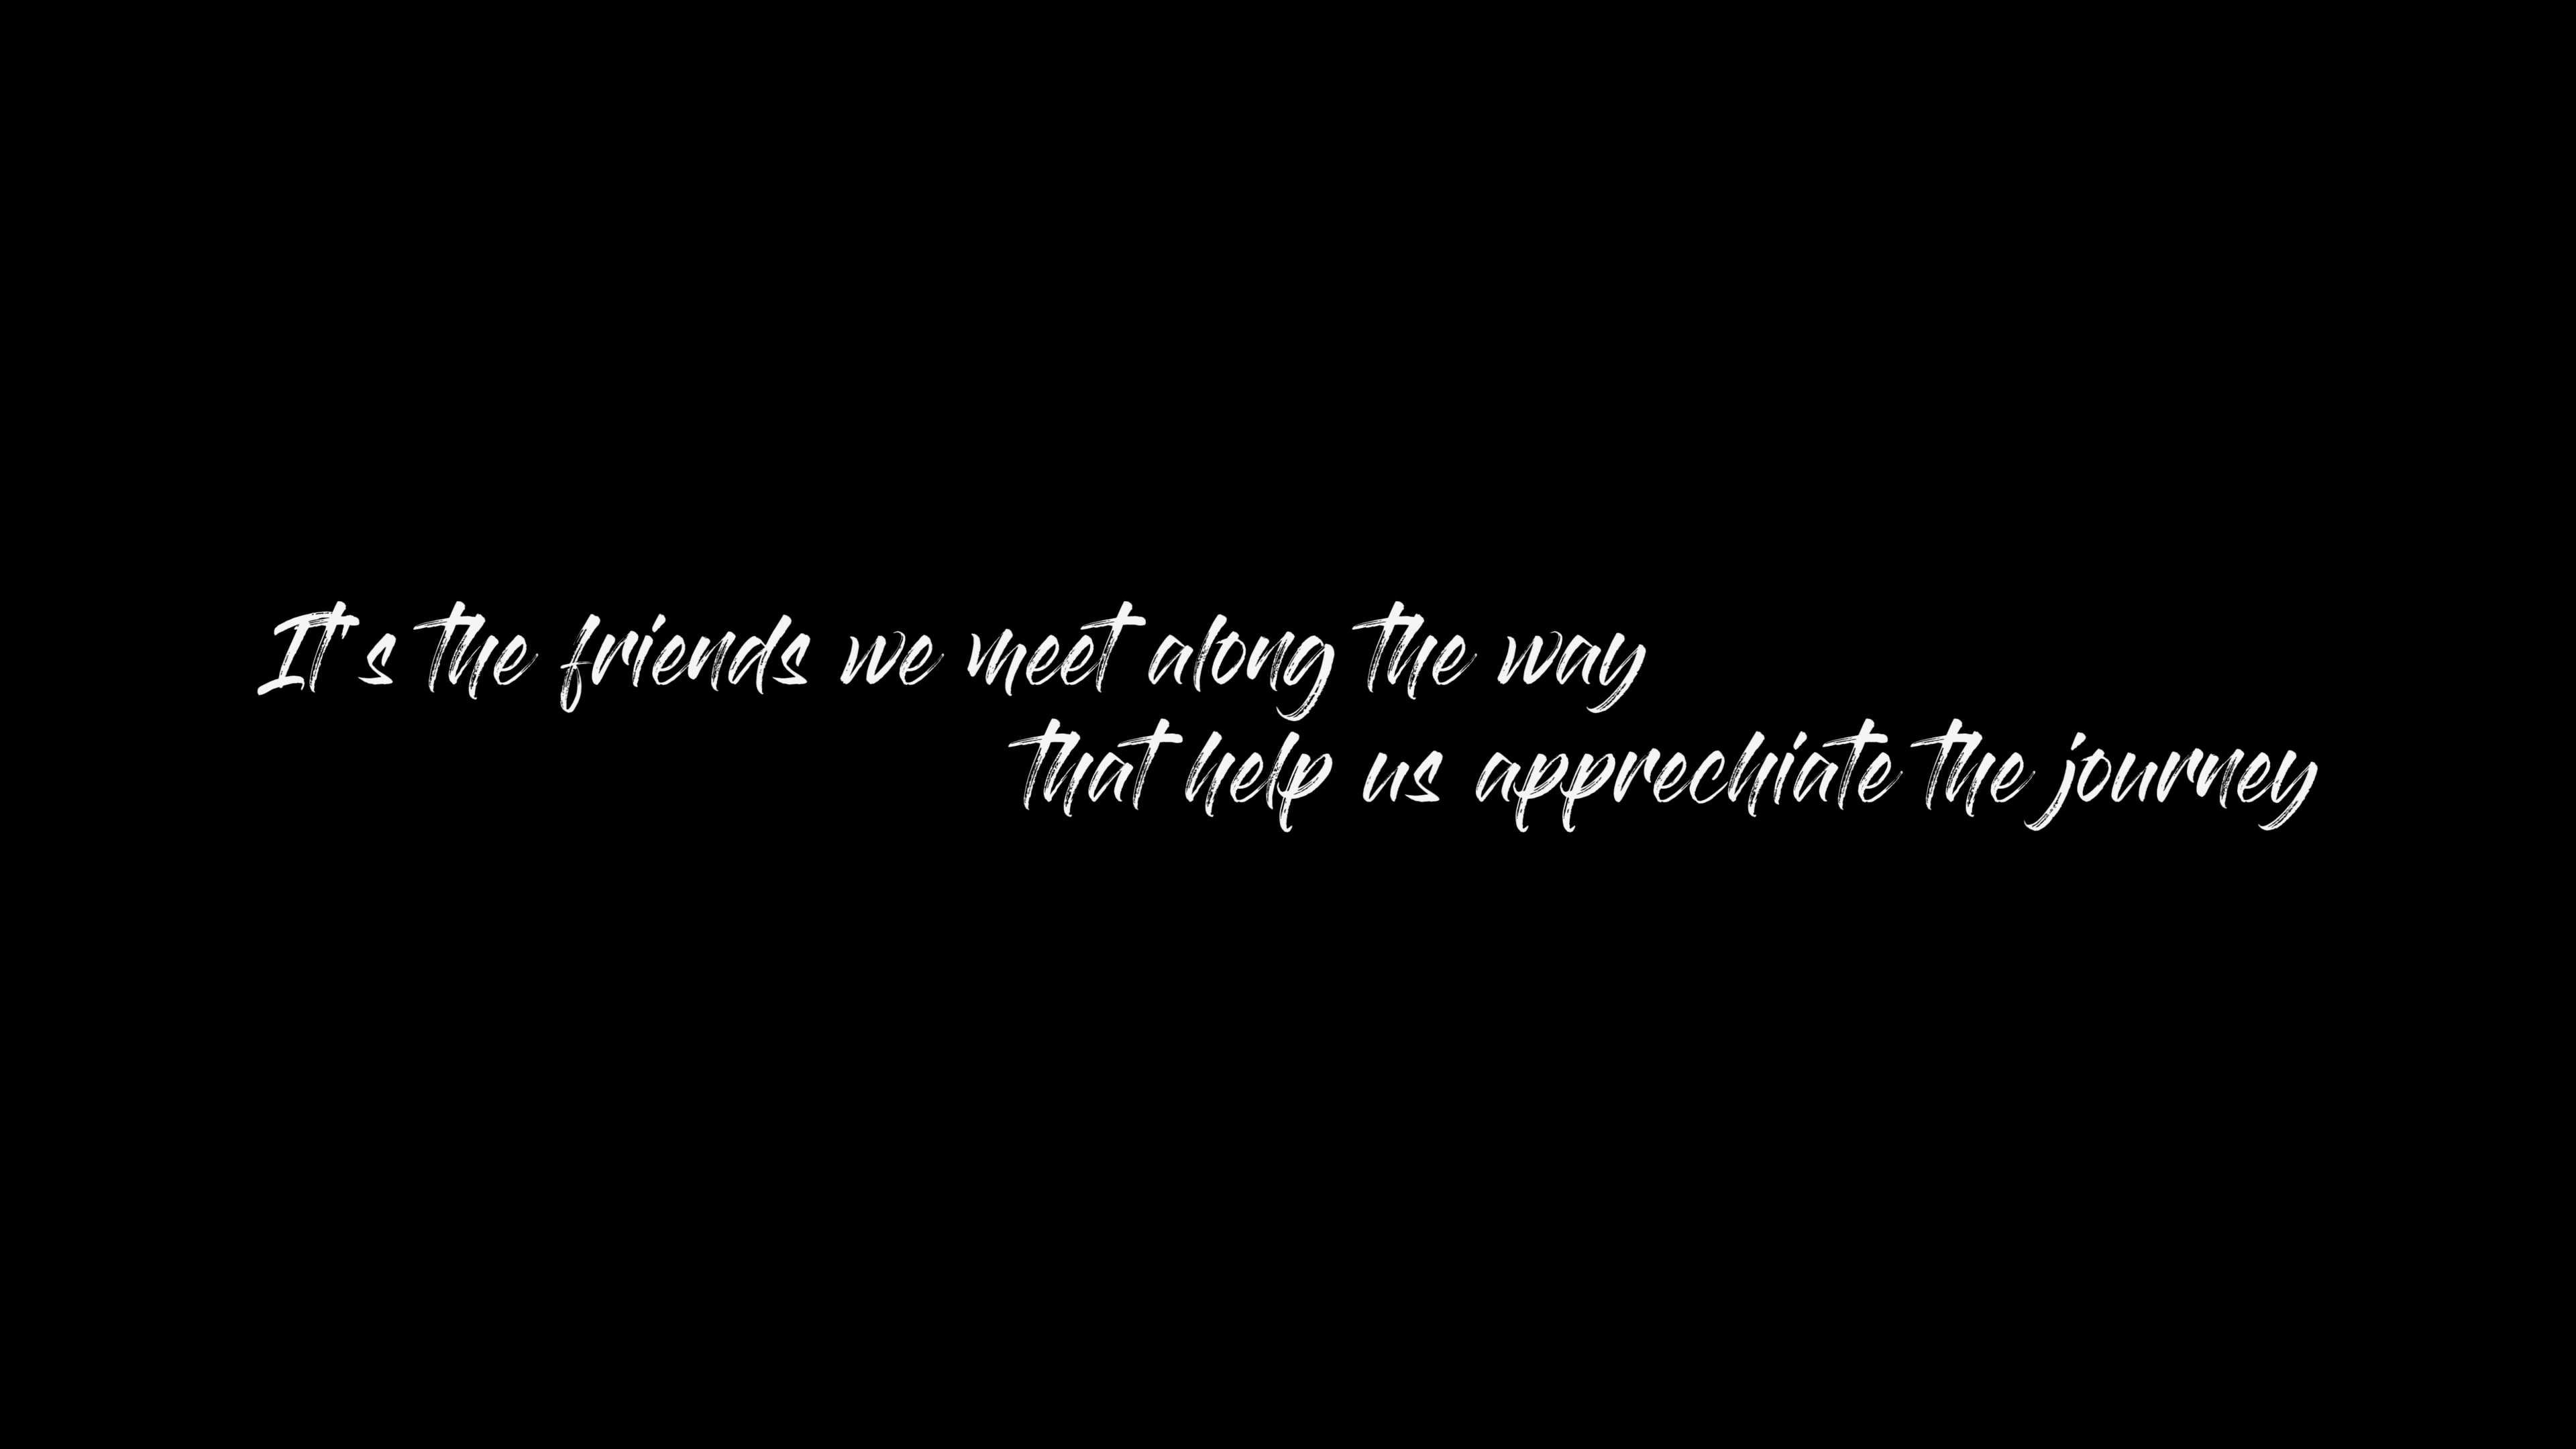 It's the friends we meet along the way
that help us apprechiate the journey